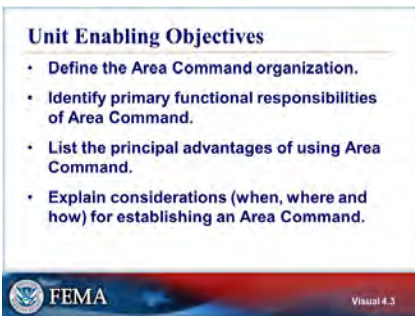 Unit Enabling Objectives
• Define the Area Command organization.
• Identify primary functional responsibilities
of Area Command.
• List the principal advantages of using Area
Command.
• Explain considerations (when, where and
how) for establishing an Area Command.
FEMA
Visual 4.3